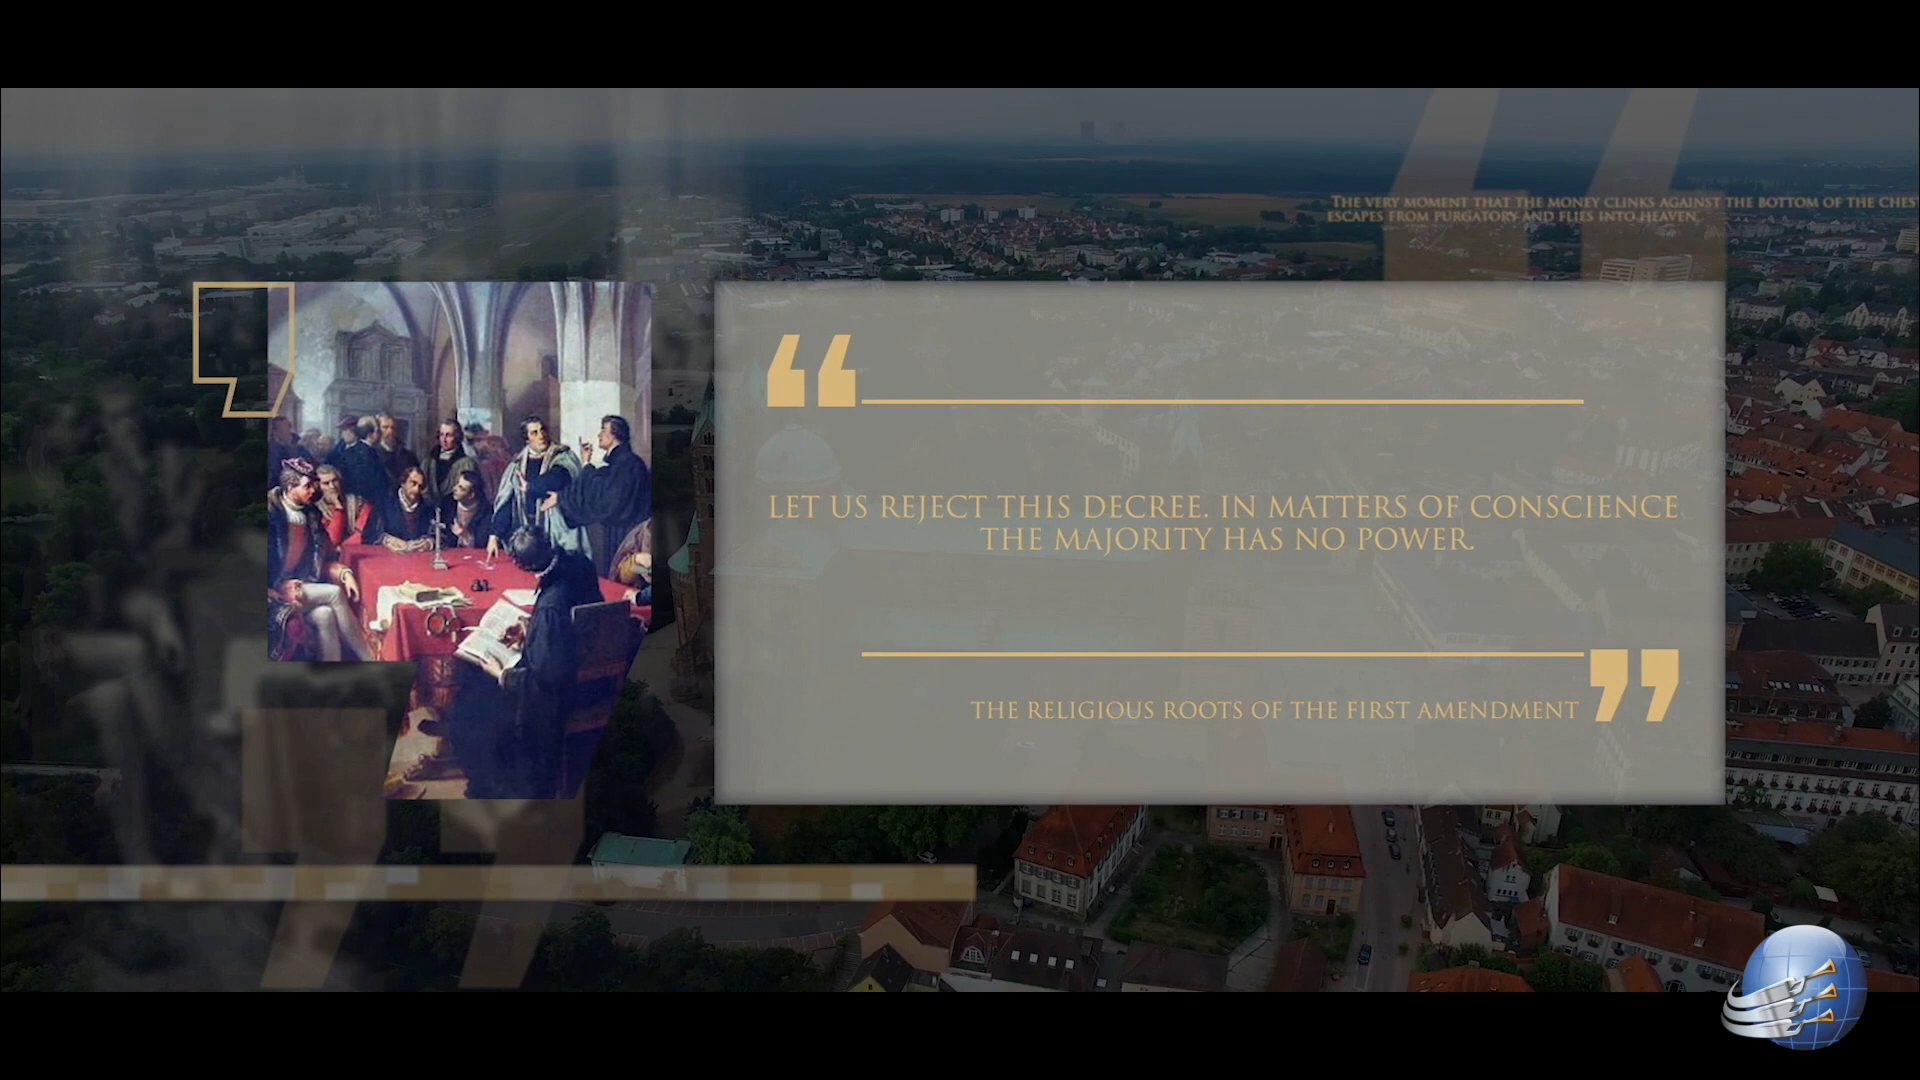 THE VERY MOMENT THAT THE MONEY CLINKS AGAINST THE BOTTOM OF THE CHES
ESCAPES FROM PURGATORY AND FLIES INTO HEAVEN,
“
LET US REJECT THIS DECREE. IN MATTERS OF CONSCIENCE
THE MAJORITY HAS NO POWER.
THE RELIGIOUS ROOTS OF THE FIRST AMENDMENT ”